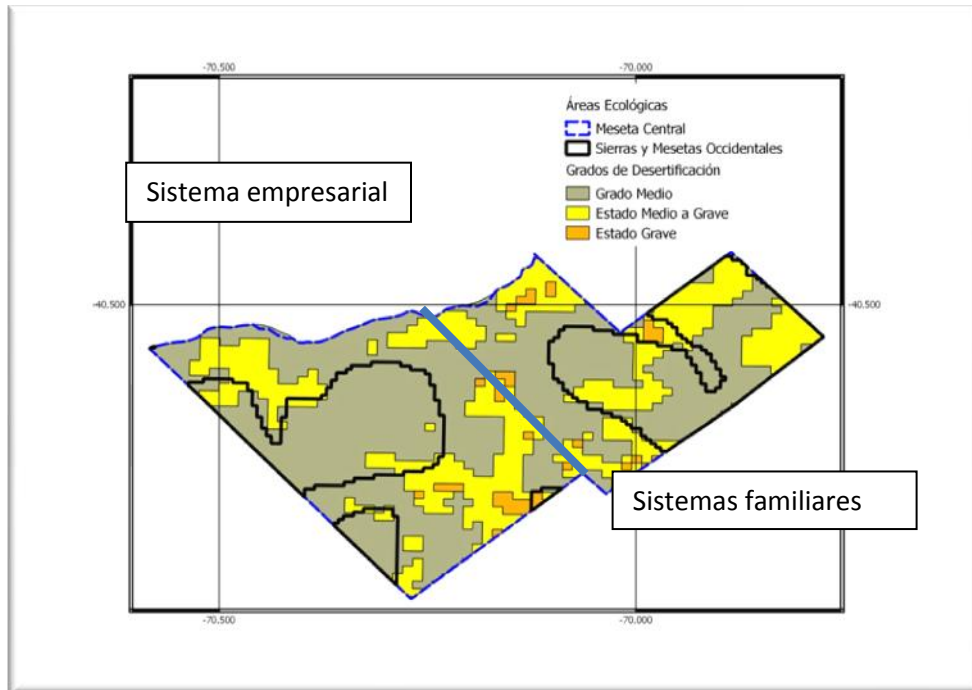 -70.500
-70.000
Áreas Ecológicas
Meseta Central
Sierras y Mesetas Occidentales
Grados de Desertificación
Grado Medio
Estado Medio a Grave
Estado Grave
Sistema empresarial
-40.500
-40.500
Sistemas familiares
-70.500
-70.000